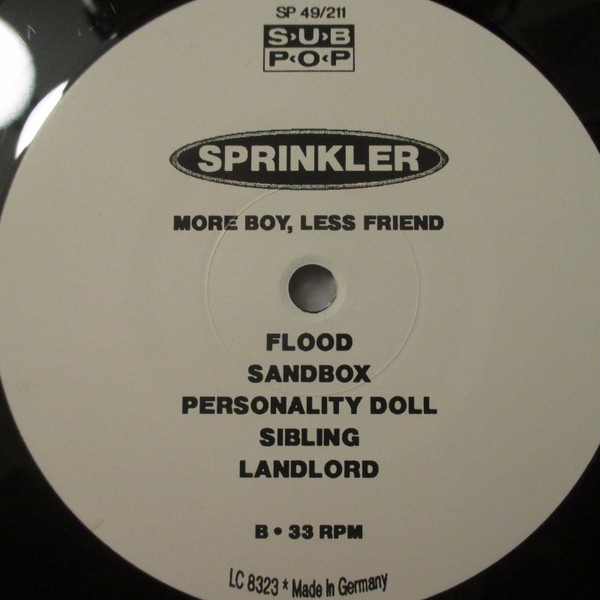 SP 49/211
S›U›B
P‹O‹P
SPRINKLER
MORE BOY, LESS FRIEND
FLOOD
SANDBOX
PERSONALITY DOLL
SIBLING
LANDLORD
B • 33 RPM
LC 8323 * Made In Germany